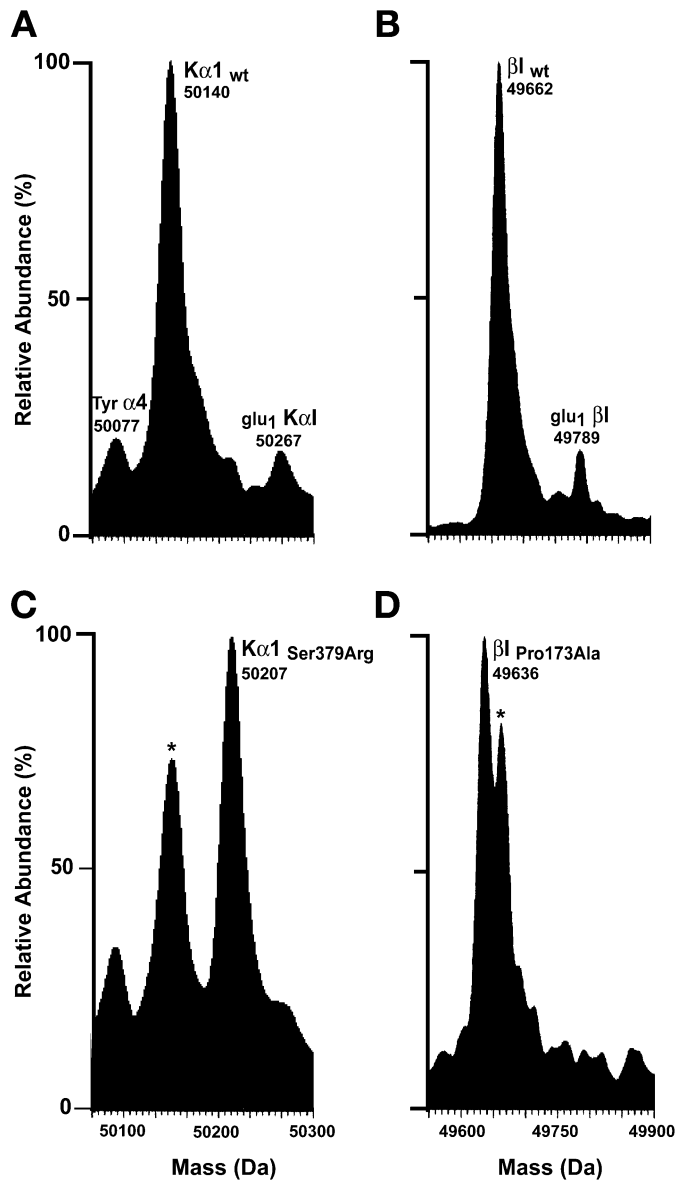 A
B
100
Kα1 wt
50140
βI wt
49662
Relative Abundance (%)
50
Tyr α4
50077
glu1 KαI
50267
glu1 βI
49789
0
C
D
100
Kα1 Ser379Arg
50207
βI Pro173Ala
49636
*
*
Relative Abundance (%)
50
0
50100 50200 50300
49600 49750 49900
Mass (Da)
Mass (Da)